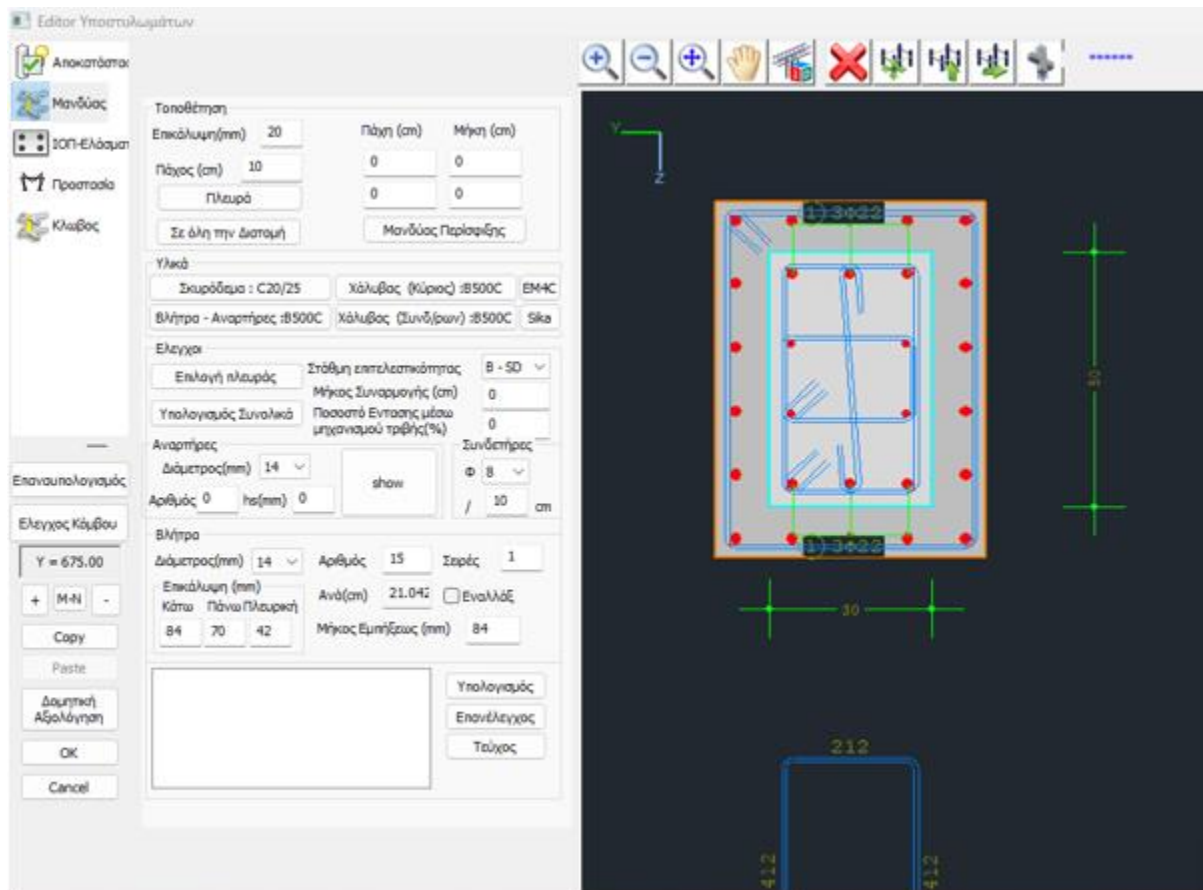 Editor Υποστυλωμάτων
Αποκατάστασ
Μανδύας
ΙΟΠ-Ελάσματ
Προστασία
Κλωβος
Τοποθέτηση
Επικάλυψη(mm) 20 Πάχη (cm) Μήκη (cm)
Πάχος (cm) 10 0 0
Πλευρά 0 0
Σε όλη την Διατομή Μανδύας Περίσφιξης
Υλικά
Σκυρόδεμα : C20/25 Χάλυβας (Κύριος) :B500C EM4C
Βλήτρα - Αναρτήρες :B500C Χάλυβας (Συνδ/ρων) :B500C Sika
Ελεγχοι
Επιλογή πλευράς Στάθμη επιτελεστικότητας B - SD
Μήκος Συναρμογής (cm) 0
Υπολογισμός Συνολικά Ποσοστό Εντασης μέσω
μηχανισμού τριβής(%) 0
Αναρτήρες Συνδετήρες
Διάμετρος(mm) 14 show Φ 8
Αριθμός 0 hs(mm) 0 / 10 cm
Βλήτρα
Διάμετρος(mm) 14 Αριθμός 15 Σειρές 1
Επικάλυψη (mm) Ανά(cm) 21.042 Εναλλάξ
Κάτω Πάνω Πλευρική
84 70 42 Μήκος Εμπήξεως (mm) 84
Υπολογισμός
Επανέλεγχος
Τεύχος
Επαναυπολογισμός
Ελεγχος Κόμβου
Y = 675.00
+ M-N -
Copy
Paste
Δομητική
Αξιολόγηση
OK
Cancel
Y
Z
1) 3Φ22
50
1) 3Φ22
30
212
412 412